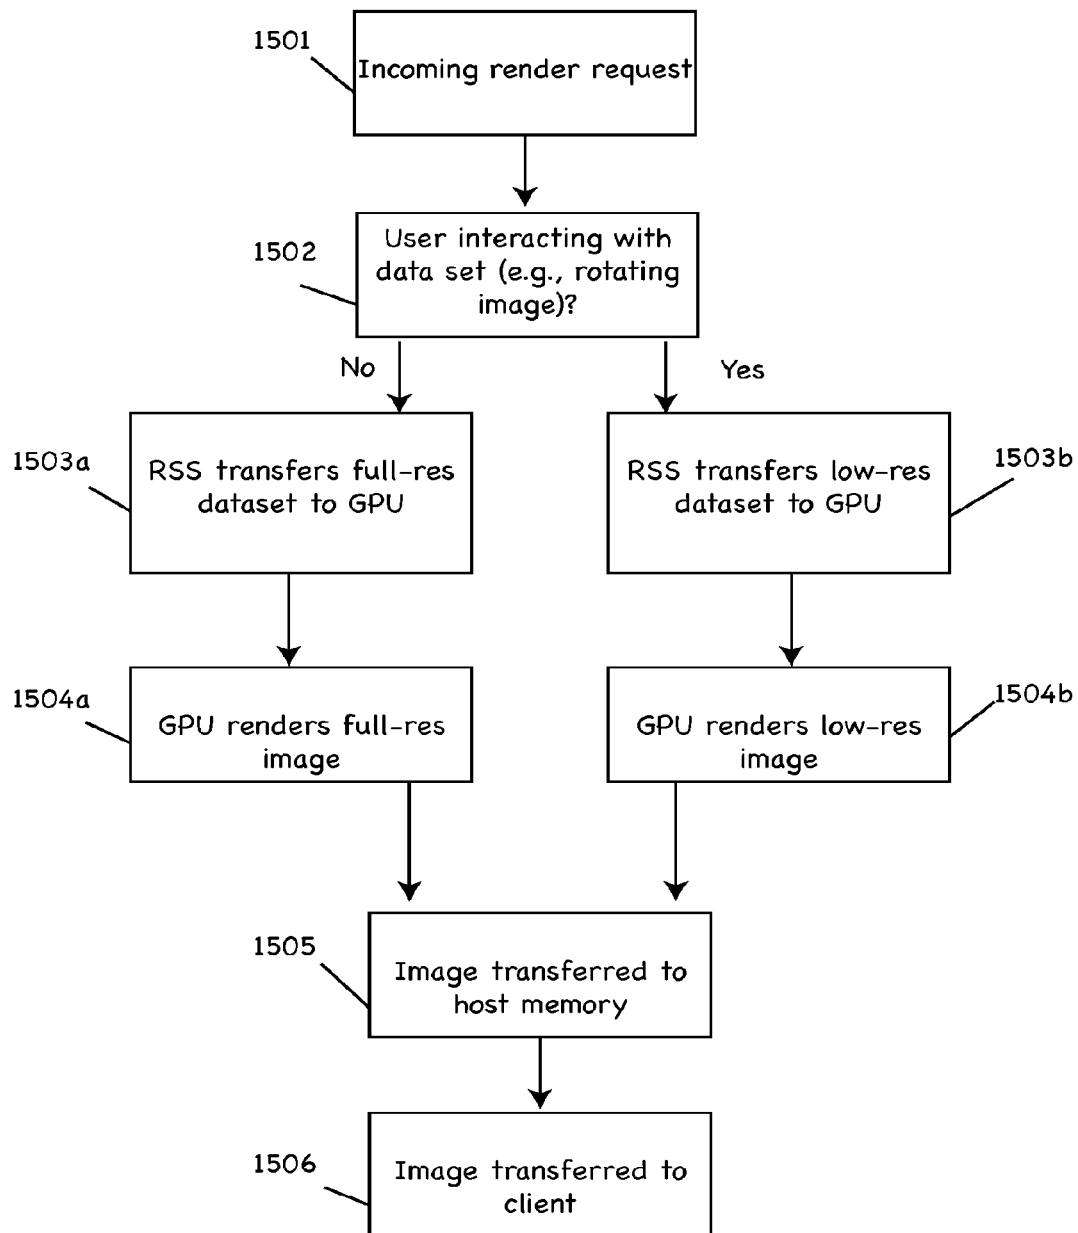 1501
Incoming render request
1502
User interacting with
data set (e.g., rotating
image)?
No
Yes
1503a
RSS transfers full-res
dataset to GPU
RSS transfers low-res
dataset to GPU
1503b
1504a
GPU renders full-res
image
GPU renders low-res
image
1504b
1505
Image transferred to
host memory
1506
Image transferred to
client